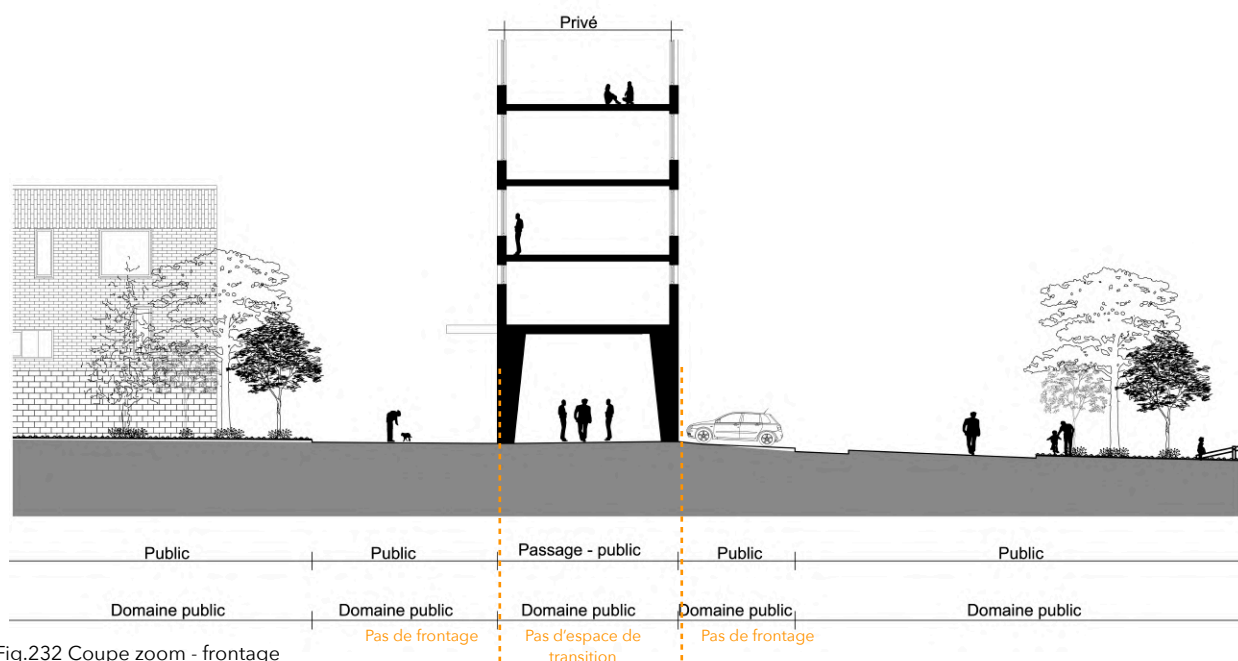 Privé
Public Public Passage - public Public Public
Domaine public Domaine public Domaine public Domaine public Domaine public
Pas de frontage Pas d'espace de Pas de frontage
transition
Fig.232 Coupe zoom - frontage